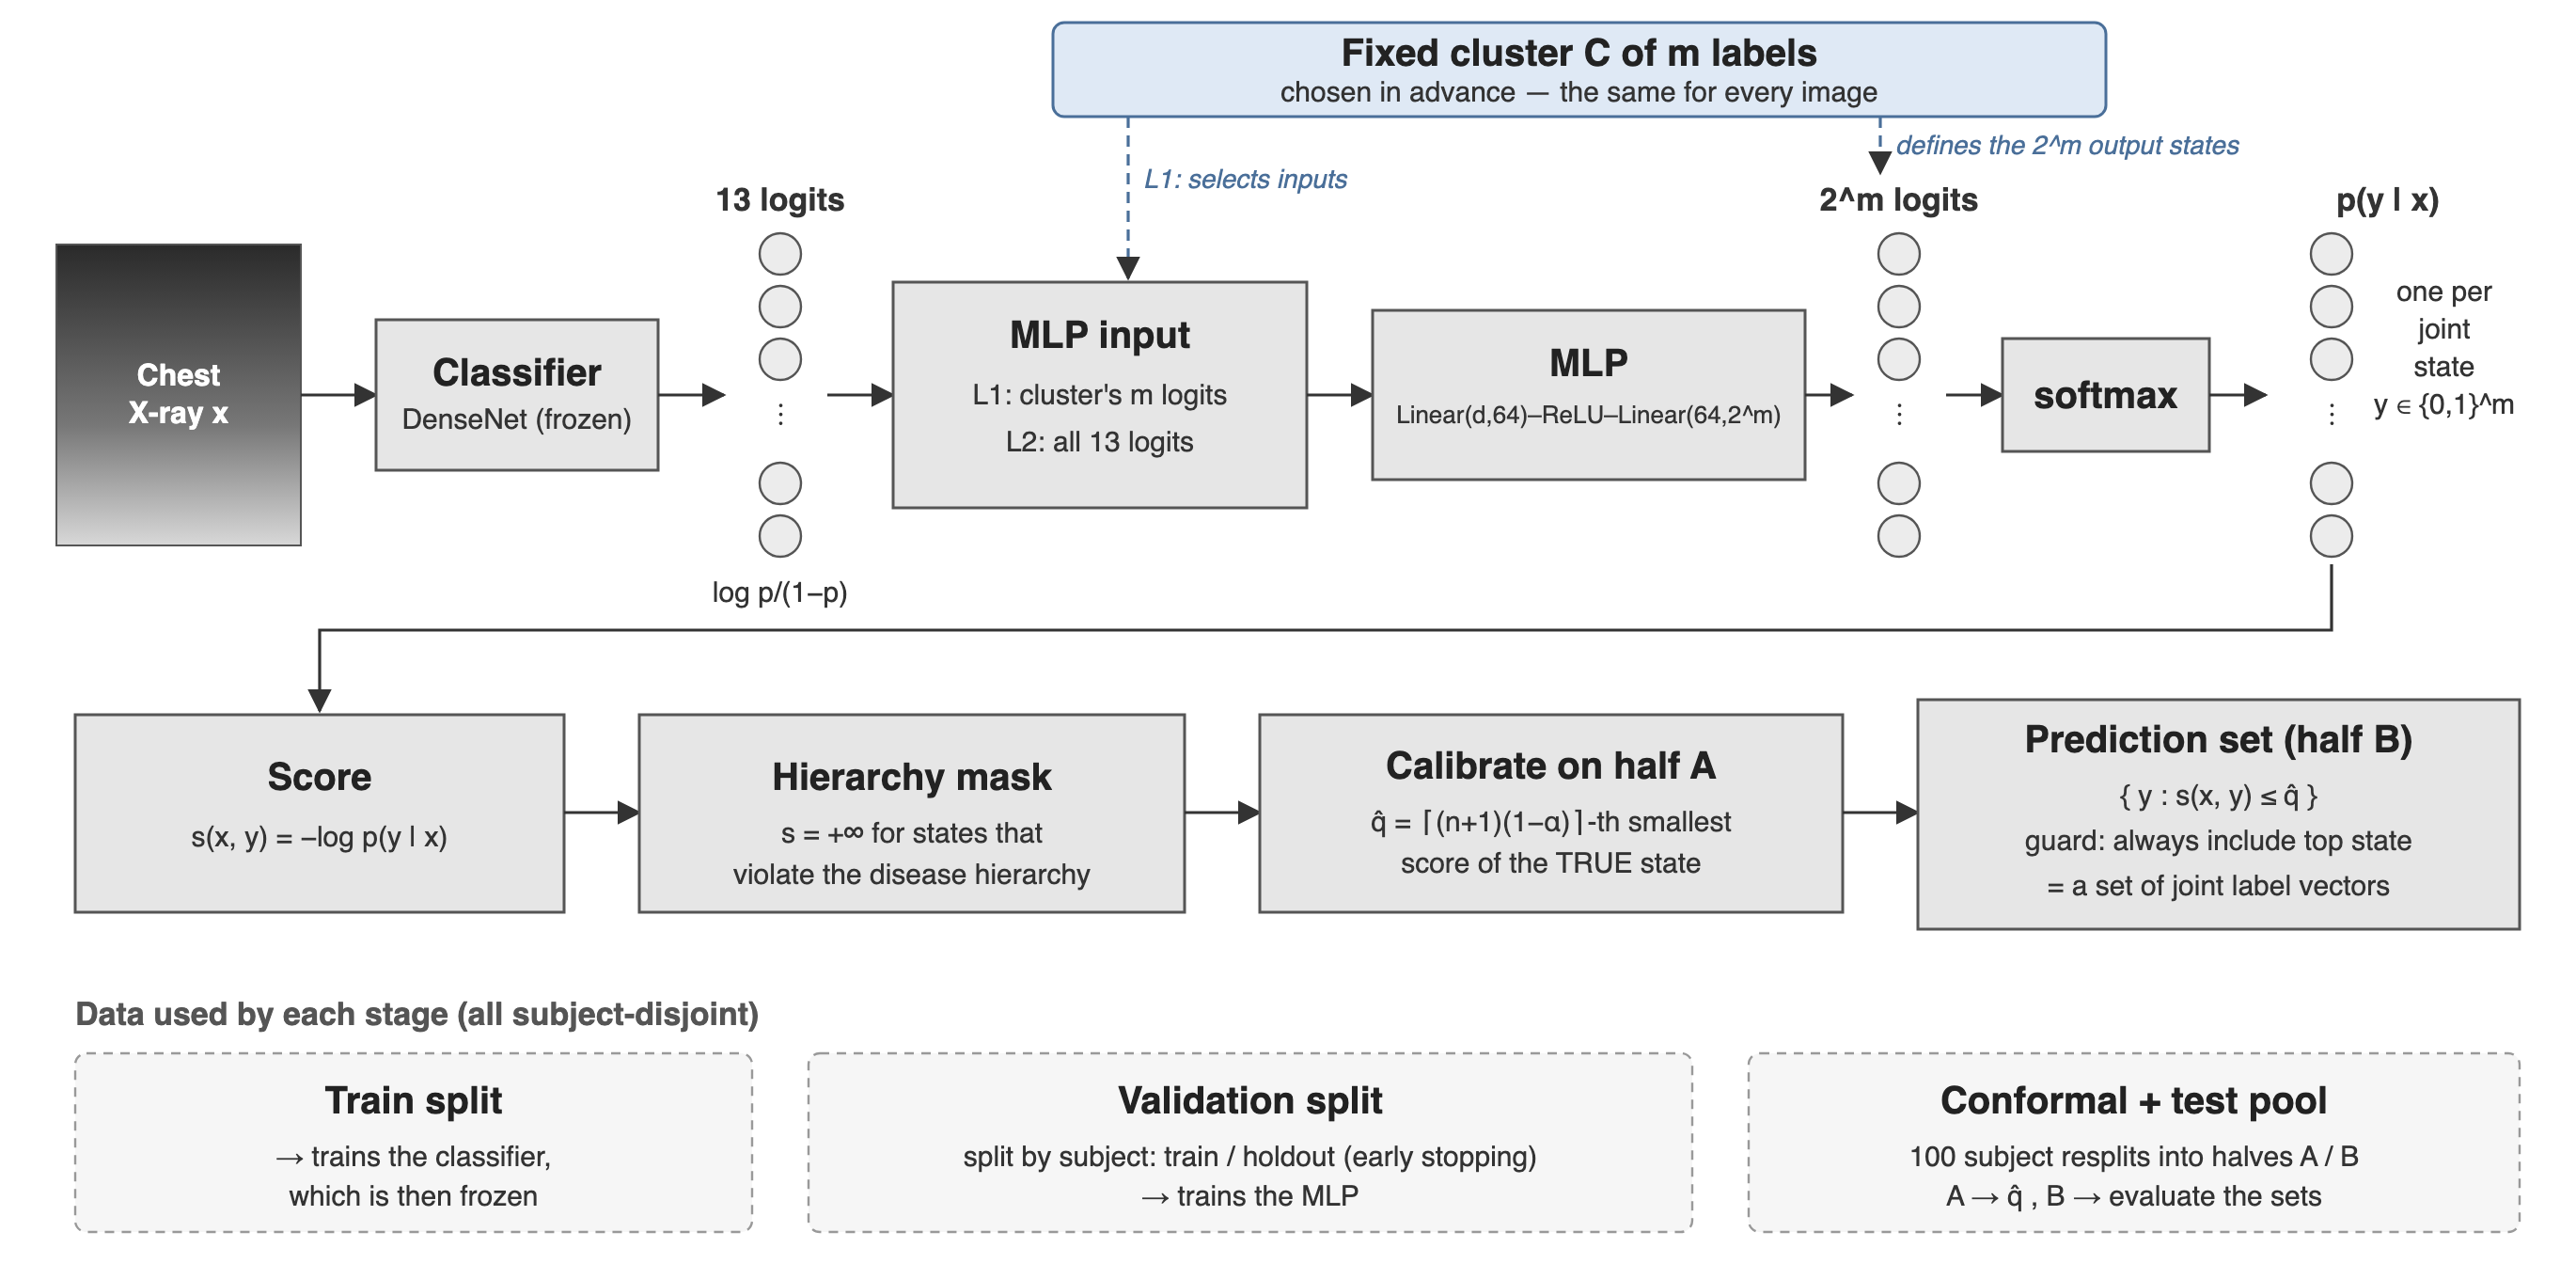 Fixed cluster C of m labels
chosen in advance — the same for every image
L1: selects inputs
defines the 2^m output states
13 logits
2^m logits
p(y | x)
Chest
X-ray x
Classifier
DenseNet (frozen)
⋮
log p/(1−p)
MLP input
L1: cluster's m logits
L2: all 13 logits
MLP
Linear(d,64)–ReLU–Linear(64,2^m)
⋮
softmax
⋮
one per
joint
state
y ∈ {0,1}^m
Score
s(x, y) = −log p(y | x)
Hierarchy mask
s = +∞ for states that
violate the disease hierarchy
Calibrate on half A
q̂ = ⌈(n+1)(1−α)⌉-th smallest
score of the TRUE state
Prediction set (half B)
{ y : s(x, y) ≤ q̂ }
guard: always include top state
= a set of joint label vectors
Data used by each stage (all subject-disjoint)
Train split
→ trains the classifier,
which is then frozen
Validation split
split by subject: train / holdout (early stopping)
→ trains the MLP
Conformal + test pool
100 subject resplits into halves A / B
A → q̂ , B → evaluate the sets